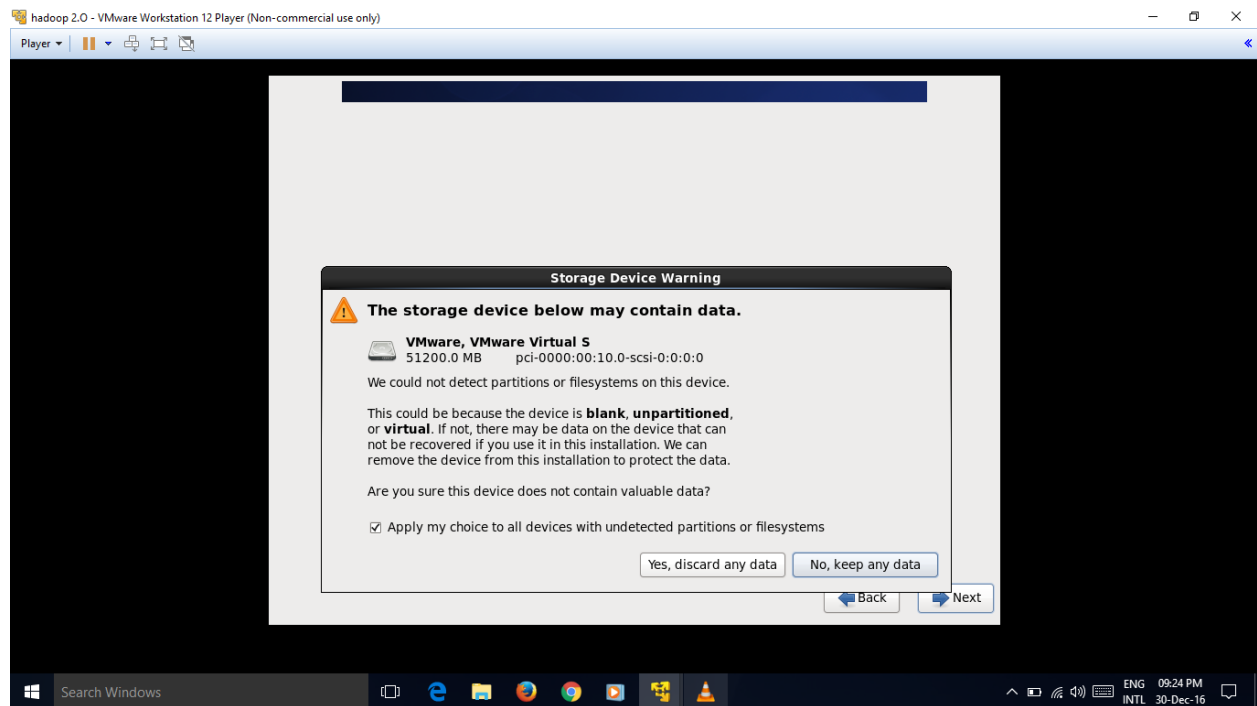 hadoop 2.O - VMware Workstation 12 Player (Non-commercial use only)
Player
Storage Device Warning
The storage device below may contain data.
VMware, VMware Virtual S
51200.0 MB pci-0000:00:10.0-scsi-0:0:0:0
We could not detect partitions or filesystems on this device.
This could be because the device is blank, unpartitioned,
or virtual. If not, there may be data on the device that can
not be recovered if you use it in this installation. We can
remove the device from this installation to protect the data.
Are you sure this device does not contain valuable data?
Apply my choice to all devices with undetected partitions or filesystems
Yes, discard any data No, keep any data
Back Next
Search Windows
ENG 09:24 PM
INTL 30-Dec-16